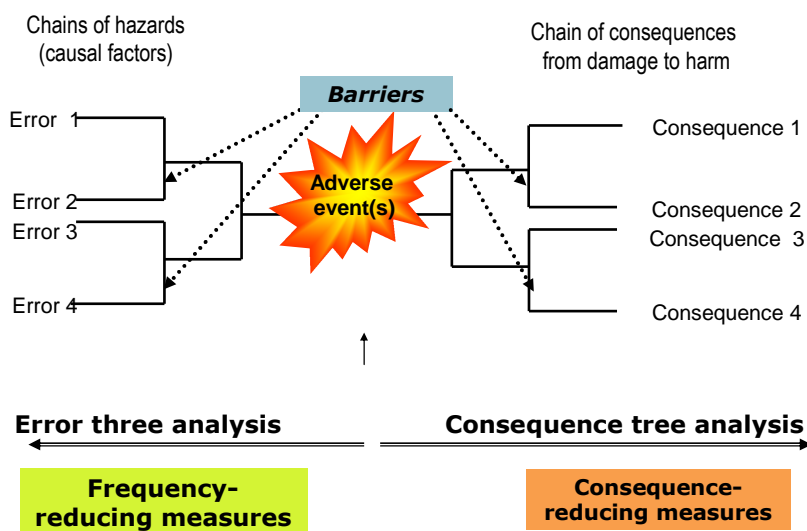 Chains of hazards
(causal factors)
Chain of consequences
from damage to harm
Barriers
Error 1
Error 2
Error 3
Error 4
Adverse
event(s)
Consequence 1
Consequence 2
Consequence 3
Consequence 4
Error three analysis
Consequence tree analysis
Frequency-
reducing measures
Consequence-
reducing measures